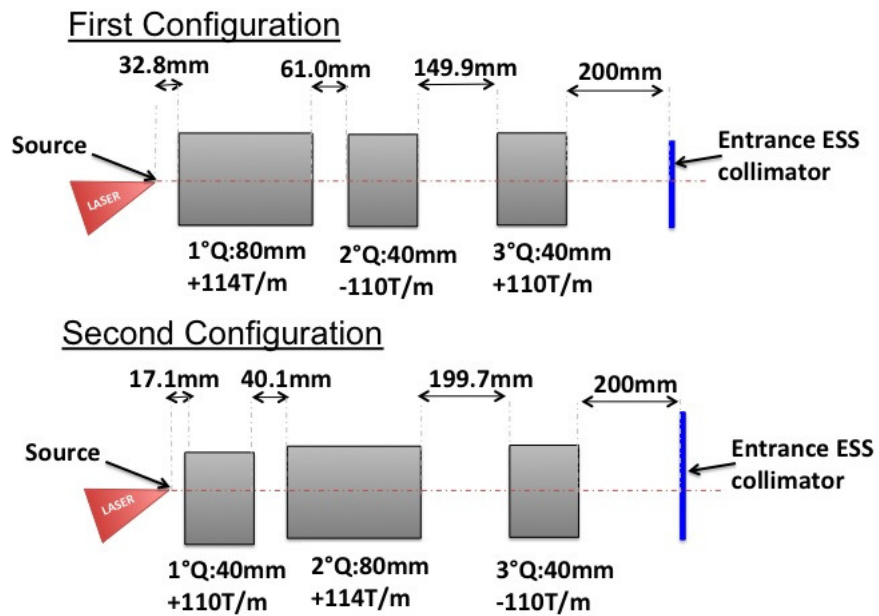 First Configuration
32.8mm
61.0mm
149.9mm
200mm
Source
Entrance ESS
collimator
LASER
1°Q:80mm
+114T/m
2°Q:40mm
-110T/m
3°Q:40mm
+110T/m
Second Configuration
17.1mm
40.1mm
199.7mm
200mm
Source
Entrance ESS
collimator
LASER
1°Q:40mm
+110T/m
2°Q:80mm
+114T/m
3°Q:40mm
-110T/m